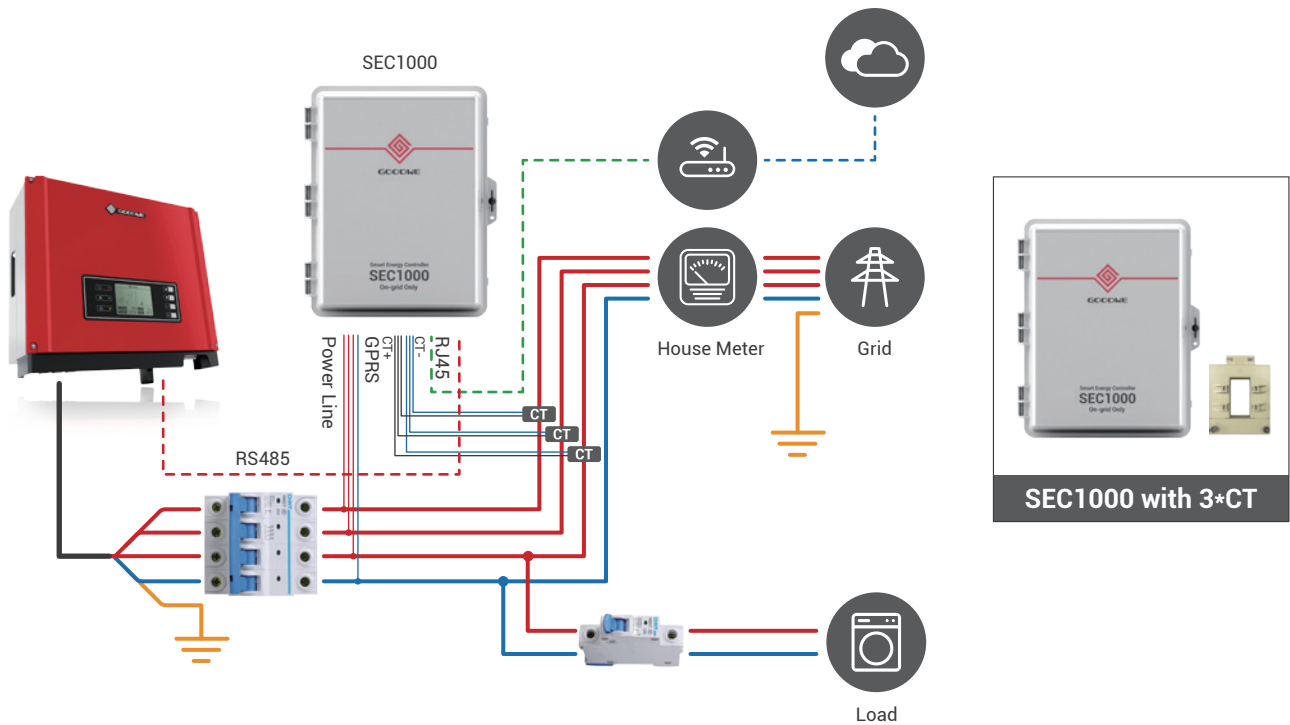 SEC1000
GOODWE
Smart Energy Controller
SEC1000
On-grid Only
GOODWE
Power Line
GPRS
CT+
CT-
RJ45
CT
CT
CT
RS485
House Meter
Grid
Load
GOODWE
Smart Energy Controller
SEC1000
On-grid Only
SEC1000 with 3*CT